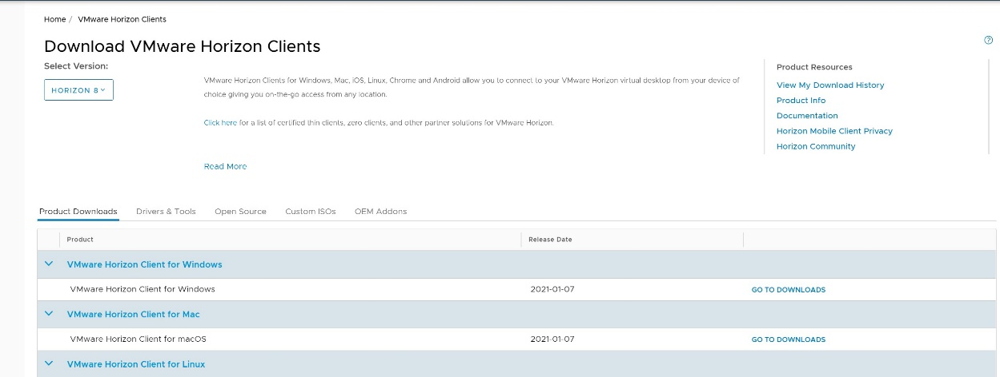 Home / VMware Horizon Clients
Download VMware Horizon Clients
Select Version:
HORIZON 8
VMware Horizon Clients for Windows, Mac, iOS, Linux, Chrome and Android allow you to connect to your VMware Horizon virtual desktop from your device of
choice giving you on-the-go access from any location.
Click here for a list of certified thin clients, zero clients, and other partner solutions for VMware Horizon.
Read More
?
Product Resources
View My Download History
Product Info
Documentation
Horizon Mobile Client Privacy
Horizon Community
Product Downloads Drivers & Tools Open Source Custom ISOs OEM Addons
Product Release Date
VMware Horizon Client for Windows
VMware Horizon Client for Windows 2021-01-07 GO TO DOWNLOADS
VMware Horizon Client for Mac
VMware Horizon Client for macOS 2021-01-07 GO TO DOWNLOADS
VMware Horizon Client for Linux